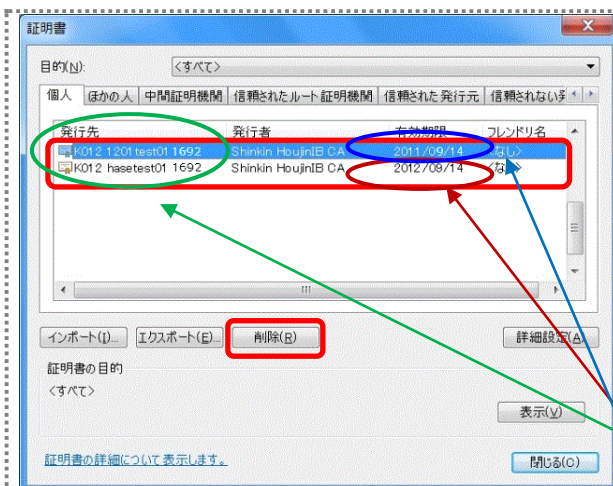 証明書
目的(N): <すべて>
個人 ほかの人 中間証明機関 信頼されたルート証明機関 信頼された発行元 信頼されない
発行先 発行者 有効期限 フレンドリ名
K012 1201test01 1692 Shinkin HoujinIB CA 2011/09/14 <なし>
K012 hasetest01 1692 Shinkin HoujinIB CA 2012/09/14 <なし>
インポート(I)... エクスポート(E)... 削除(R) 詳細設定(A)
証明書の目的
<すべて>
表示(V)
証明書の詳細について表示します。 閉じる(C)